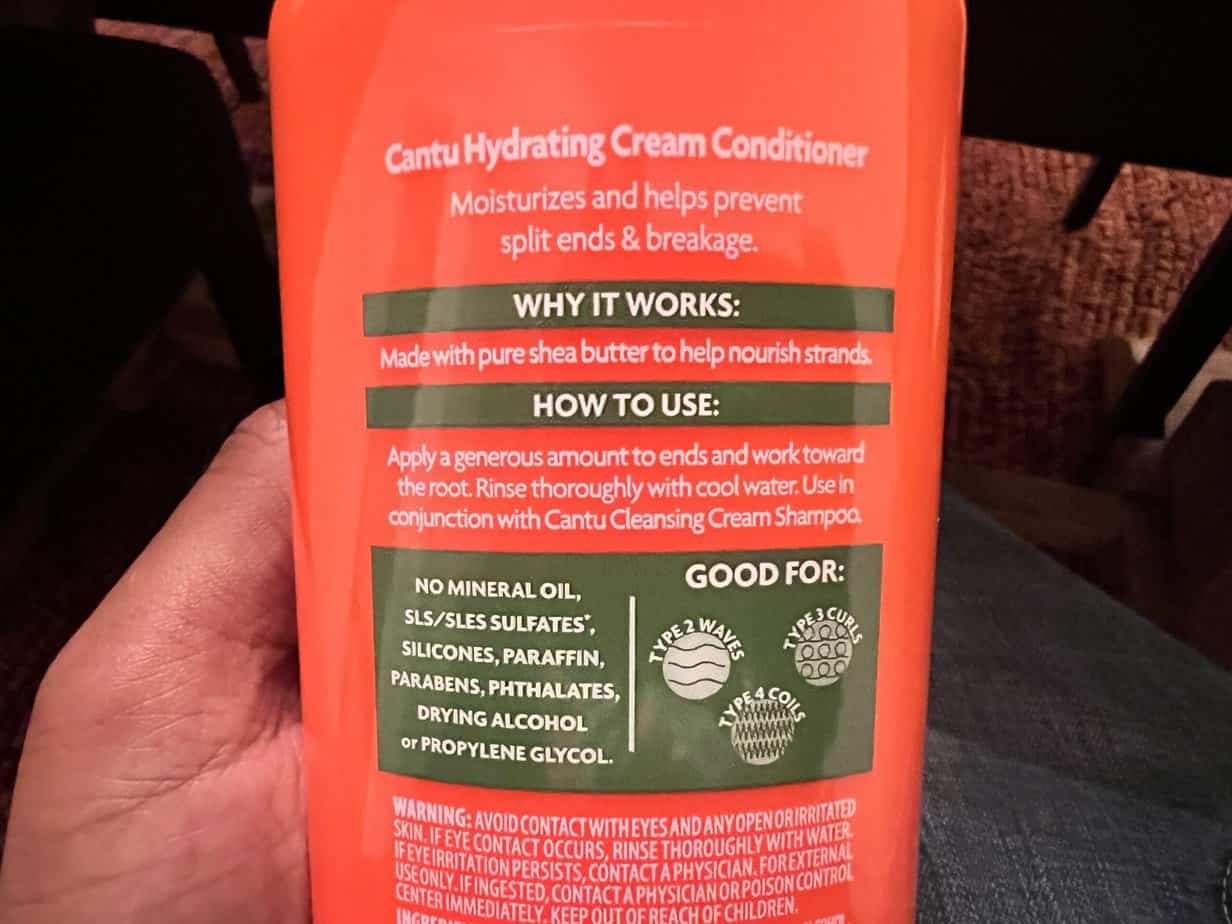 Cantu Hydrating Cream Conditioner
Moisturizes and helps prevent
split ends & breakage.
WHY IT WORKS:
Made with pure shea butter to help nourish strands.
HOW TO USE:
Apply a generous amount to ends and work toward
the root. Rinse thoroughly with cool water. Use in
conjunction with Cantu Cleansing Cream Shampoo.
NO MINERAL OIL,
SLS/SLES SULFATES*,
SILICONES, PARAFFIN,
PARABENS, PHTHALATES,
DRYING ALCOHOL
or PROPYLENE GLYCOL.
GOOD FOR:
TYPE 2 WAVES
TYPE 3 CURLS
TYPE 4 COILS
WARNING: AVOID CONTACT WITH EYES AND ANY OPEN OR IRRITATED
SKIN. IF EYE CONTACT OCCURS, RINSE THOROUGHLY WITH WATER.
IF EYE IRRITATION PERSISTS, CONTACT A PHYSICIAN. FOR EXTERNAL
USE ONLY. IF INGESTED, CONTACT A PHYSICIAN OR POISON CONTROL
CENTER IMMEDIATELY. KEEP OUT OF REACH OF CHILDREN.